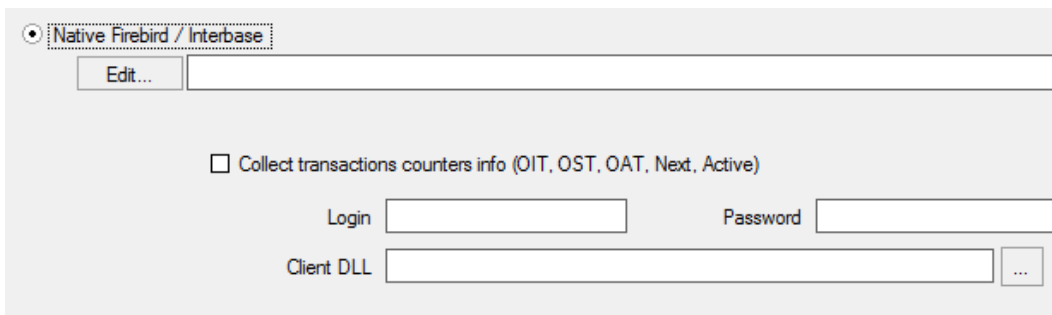 Native Firebird / Interbase
Edit...
Collect transactions counters info (OIT, OST, OAT, Next, Active)
Login Password
Client DLL ...